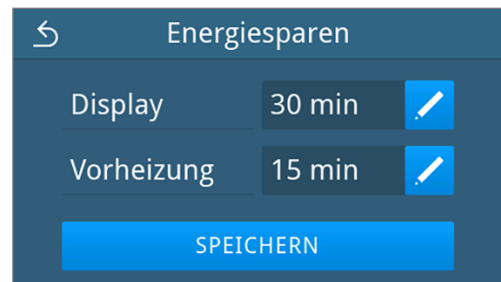 Energiesparen
Display 30 min
Vorheizung 15 min
SPEICHERN